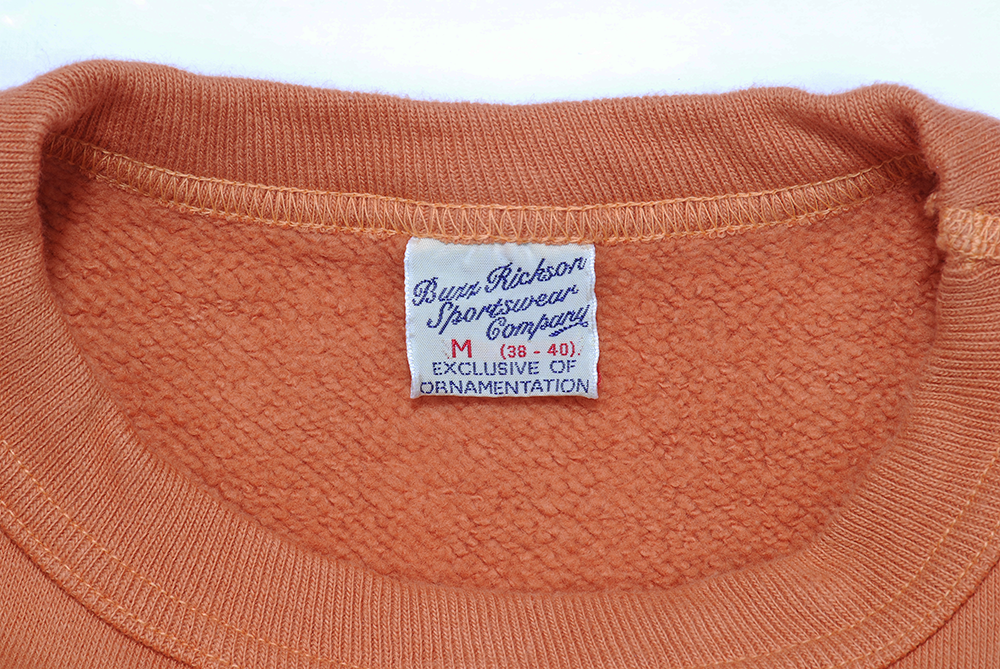 Buzz Rickson
Sportswear
Company
M (38 - 40).
EXCLUSIVE OF
ORNAMENTATION